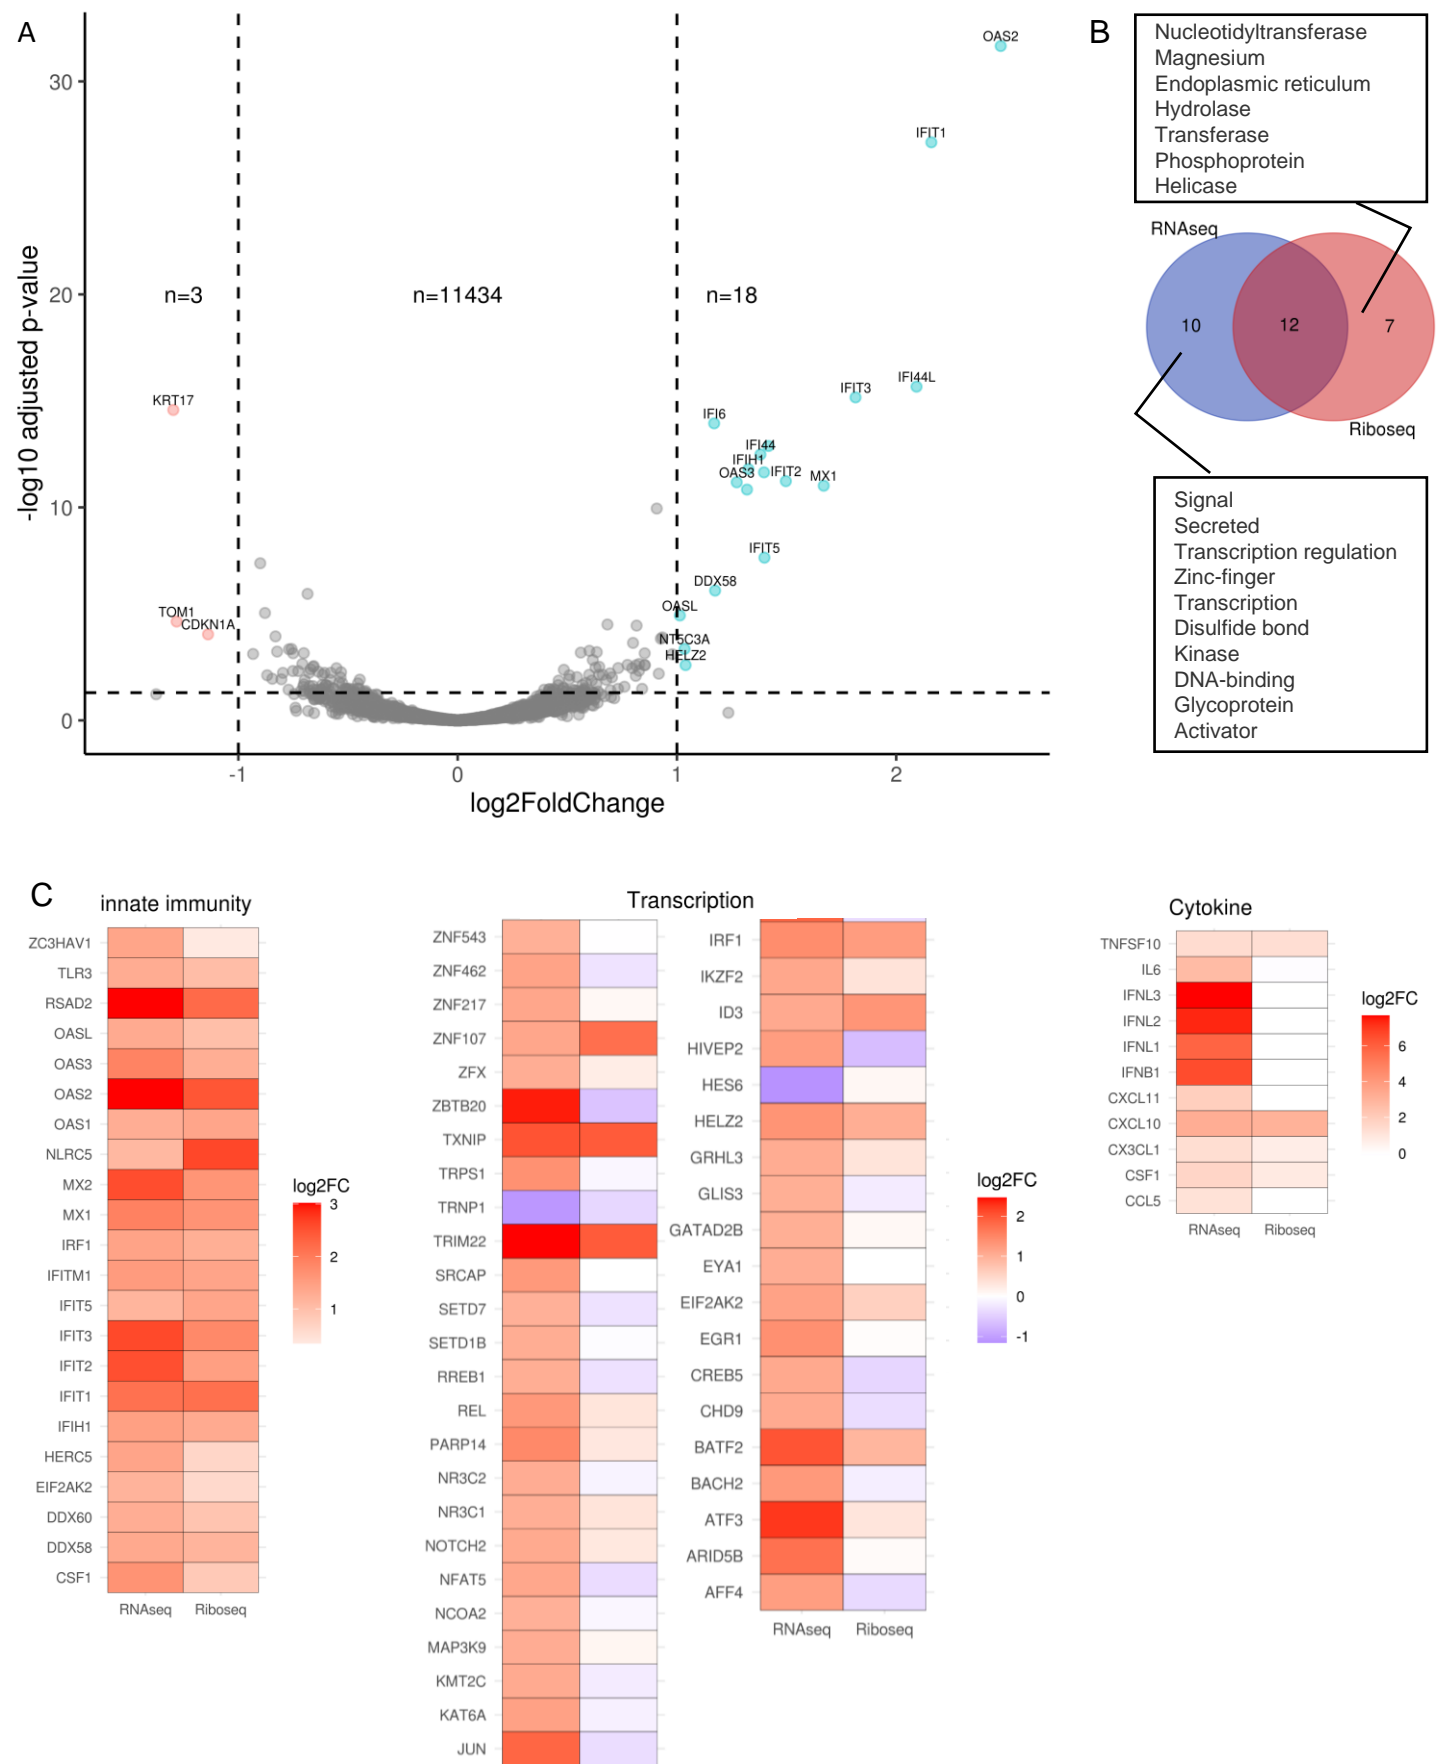 A
-log10 adjusted p-value
30
20
10
0
-1
0
1
2
log2FoldChange
n=3
n=11434
n=18
OAS2
IFIT1
IFI44L
IFIT3
KRT17
IFI6
IFI44
IFIH1
OAS3
IFIT2
MX1
IFIT5
DDX58
OASL
TOM1
CDKN1A
NT5C3A
HELZ2
B
Nucleotidyltransferase
Magnesium
Endoplasmic reticulum
Hydrolase
Transferase
Phosphoprotein
Helicase
RNAseq
10
12
7
Riboseq
Signal
Secreted
Transcription regulation
Zinc-finger
Transcription
Disulfide bond
Kinase
DNA-binding
Glycoprotein
Activator
C
innate immunity
ZC3HAV1
TLR3
RSAD2
OASL
OAS3
OAS2
OAS1
NLRC5
MX2
MX1
IRF1
IFITM1
IFIT5
IFIT3
IFIT2
IFIT1
IFIH1
HERC5
EIF2AK2
DDX60
DDX58
CSF1
RNAseq Riboseq
log2FC
3
2
1
Transcription
ZNF543
ZNF462
ZNF217
ZNF107
ZFX
ZBTB20
TXNIP
TRPS1
TRNP1
TRIM22
SRCAP
SETD7
SETD1B
RREB1
REL
PARP14
NR3C2
NR3C1
NOTCH2
NFAT5
NCOA2
MAP3K9
KMT2C
KAT6A
JUN
IRF1
IKZF2
ID3
HIVEP2
HES6
HELZ2
GRHL3
GLIS3
GATAD2B
EYA1
EIF2AK2
EGR1
CREB5
CHD9
BATF2
BACH2
ATF3
ARID5B
AFF4
RNAseq Riboseq
log2FC
2
1
0
-1
Cytokine
TNFSF10
IL6
IFNL3
IFNL2
IFNL1
IFNB1
CXCL11
CXCL10
CX3CL1
CSF1
CCL5
RNAseq Riboseq
log2FC
6
4
2
0